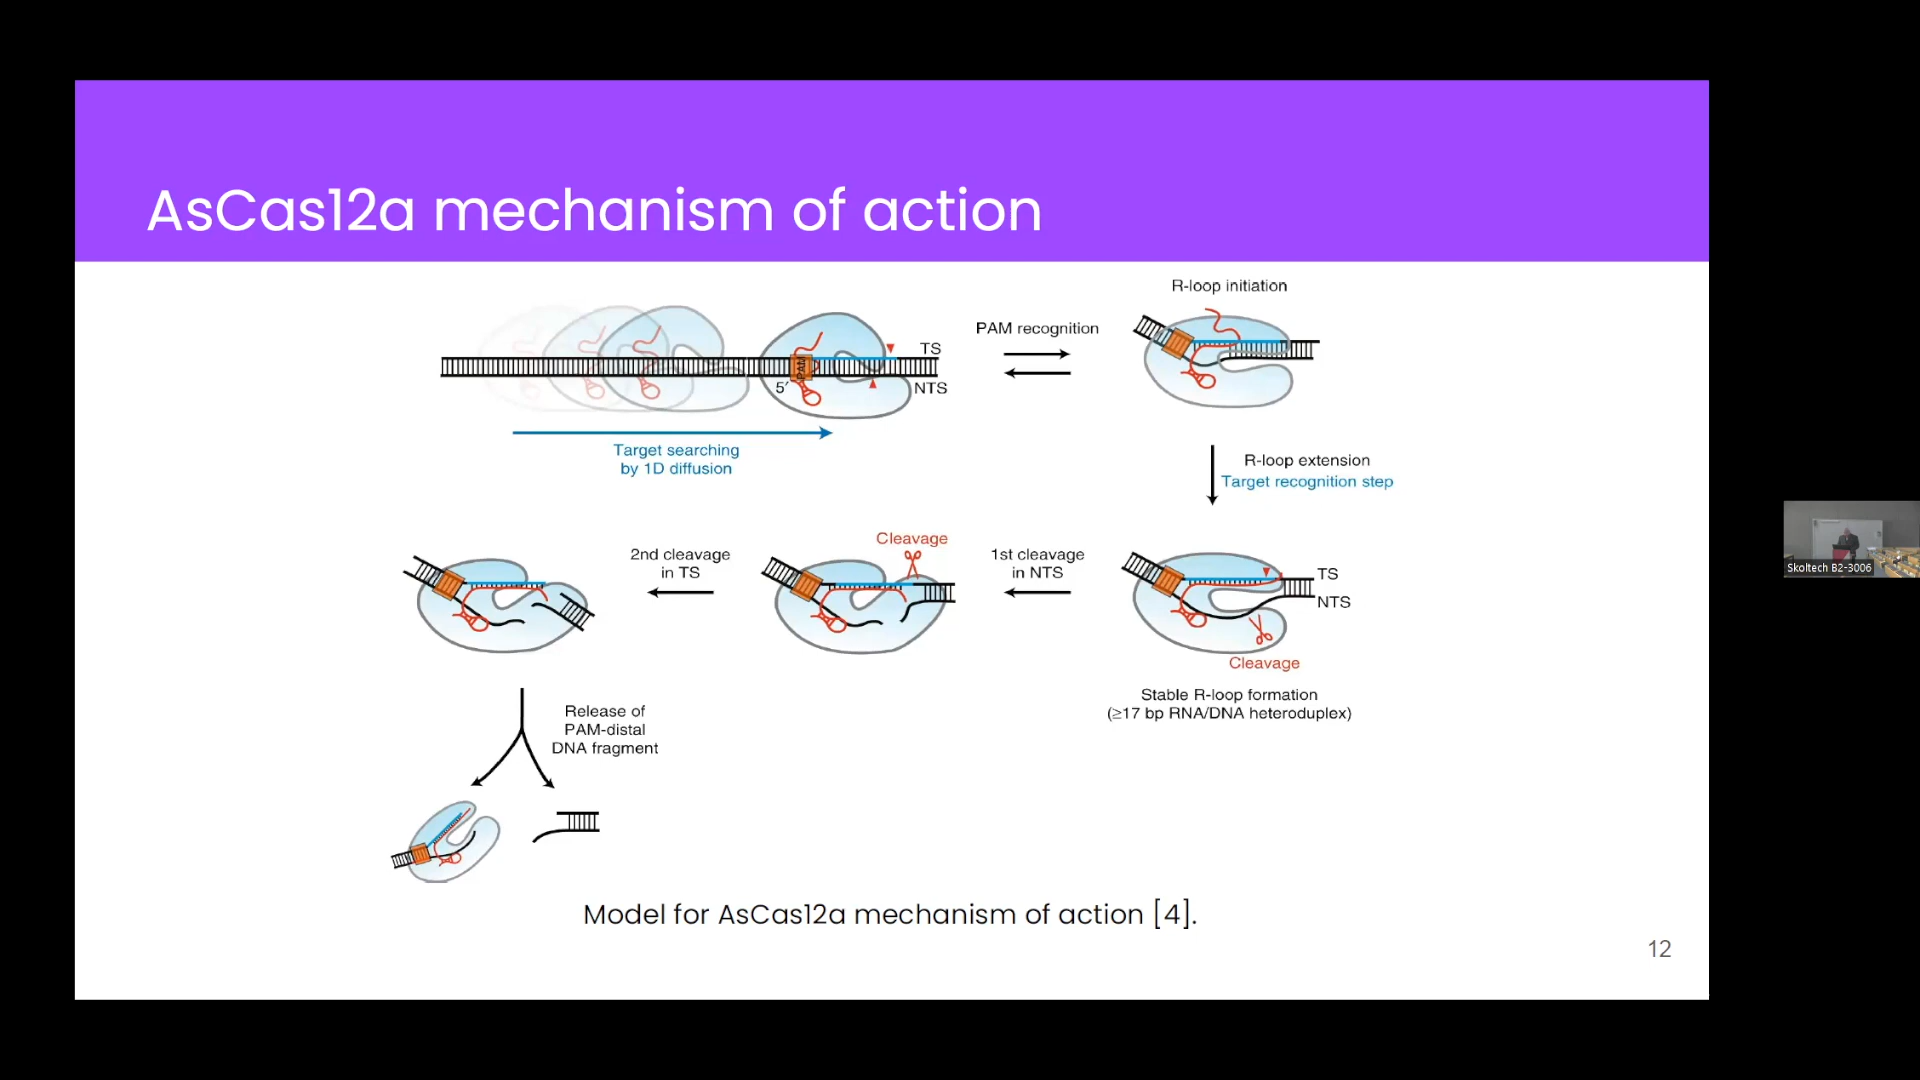 AsCas12a mechanism of action
R-loop initiation
PAM recognition
TS
PAM
5′
NTS
Target searching
by 1D diffusion
R-loop extension
Target recognition step
Cleavage
2nd cleavage
in TS
1st cleavage
in NTS
TS
NTS
Cleavage
Stable R-loop formation
(≥17 bp RNA/DNA heteroduplex)
Release of
PAM-distal
DNA fragment
Model for AsCas12a mechanism of action [4].
12
Skoltech B2-3006